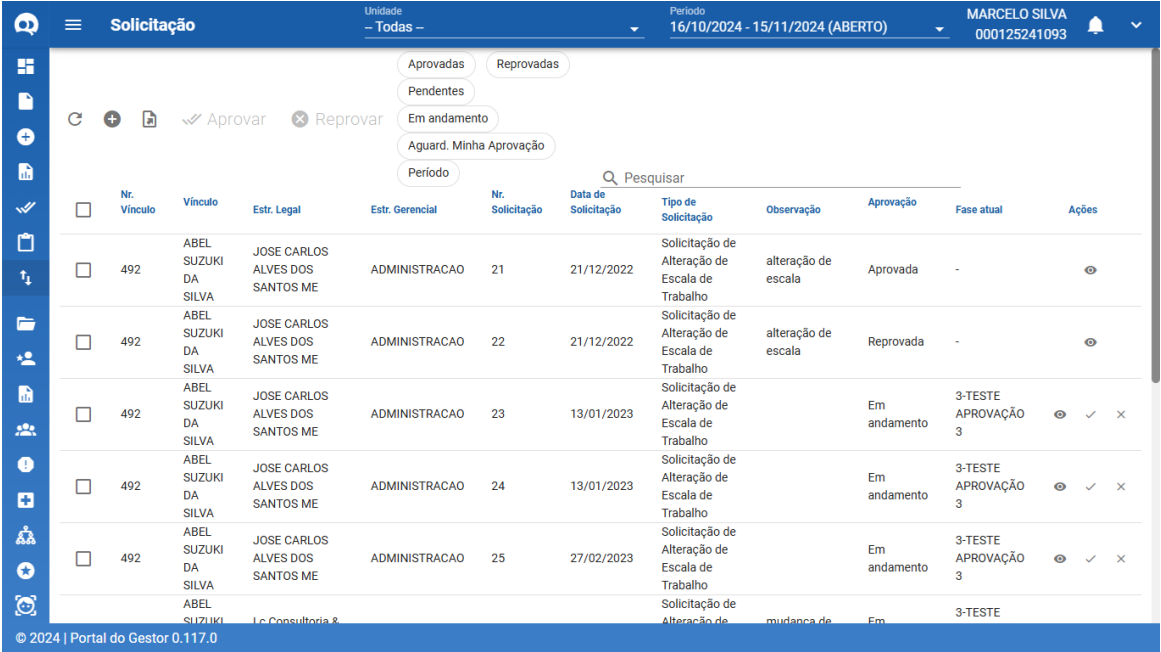 Solicitação
Unidade
-- Todas --
Periodo
16/10/2024 - 15/11/2024 (ABERTO)
MARCELO SILVA
000125241093
Aprovadas
Reprovadas
Pendentes
Em andamento
Aguard. Minha Aprovação
Período
Aprovar
Reprovar
Pesquisar
Nr.
Vínculo
Vínculo
Estr. Legal
Estr. Gerencial
Nr.
Solicitação
Data de
Solicitação
Tipo de
Solicitação
Observação
Aprovação
Fase atual
Ações
492
ABEL
SUZUKI
DA
SILVA
JOSE CARLOS
ALVES DOS
SANTOS ME
ADMINISTRACAO
21
21/12/2022
Solicitação de
Alteração de
Escala de
Trabalho
alteração de
escala
Aprovada
-
492
ABEL
SUZUKI
DA
SILVA
JOSE CARLOS
ALVES DOS
SANTOS ME
ADMINISTRACAO
22
21/12/2022
Solicitação de
Alteração de
Escala de
Trabalho
alteração de
escala
Reprovada
-
492
ABEL
SUZUKI
DA
SILVA
JOSE CARLOS
ALVES DOS
SANTOS ME
ADMINISTRACAO
23
13/01/2023
Solicitação de
Alteração de
Escala de
Trabalho
Em
andamento
3-TESTE
APROVAÇÃO
3
492
ABEL
SUZUKI
DA
SILVA
JOSE CARLOS
ALVES DOS
SANTOS ME
ADMINISTRACAO
24
13/01/2023
Solicitação de
Alteração de
Escala de
Trabalho
Em
andamento
3-TESTE
APROVAÇÃO
3
492
ABEL
SUZUKI
DA
SILVA
JOSE CARLOS
ALVES DOS
SANTOS ME
ADMINISTRACAO
25
27/02/2023
Solicitação de
Alteração de
Escala de
Trabalho
Em
andamento
3-TESTE
APROVAÇÃO
3
ABEL
SUZUKI
Lc Consultoria &
Solicitação de
Alteração de
mudança de
Em
3-TESTE
© 2024 | Portal do Gestor 0.117.0